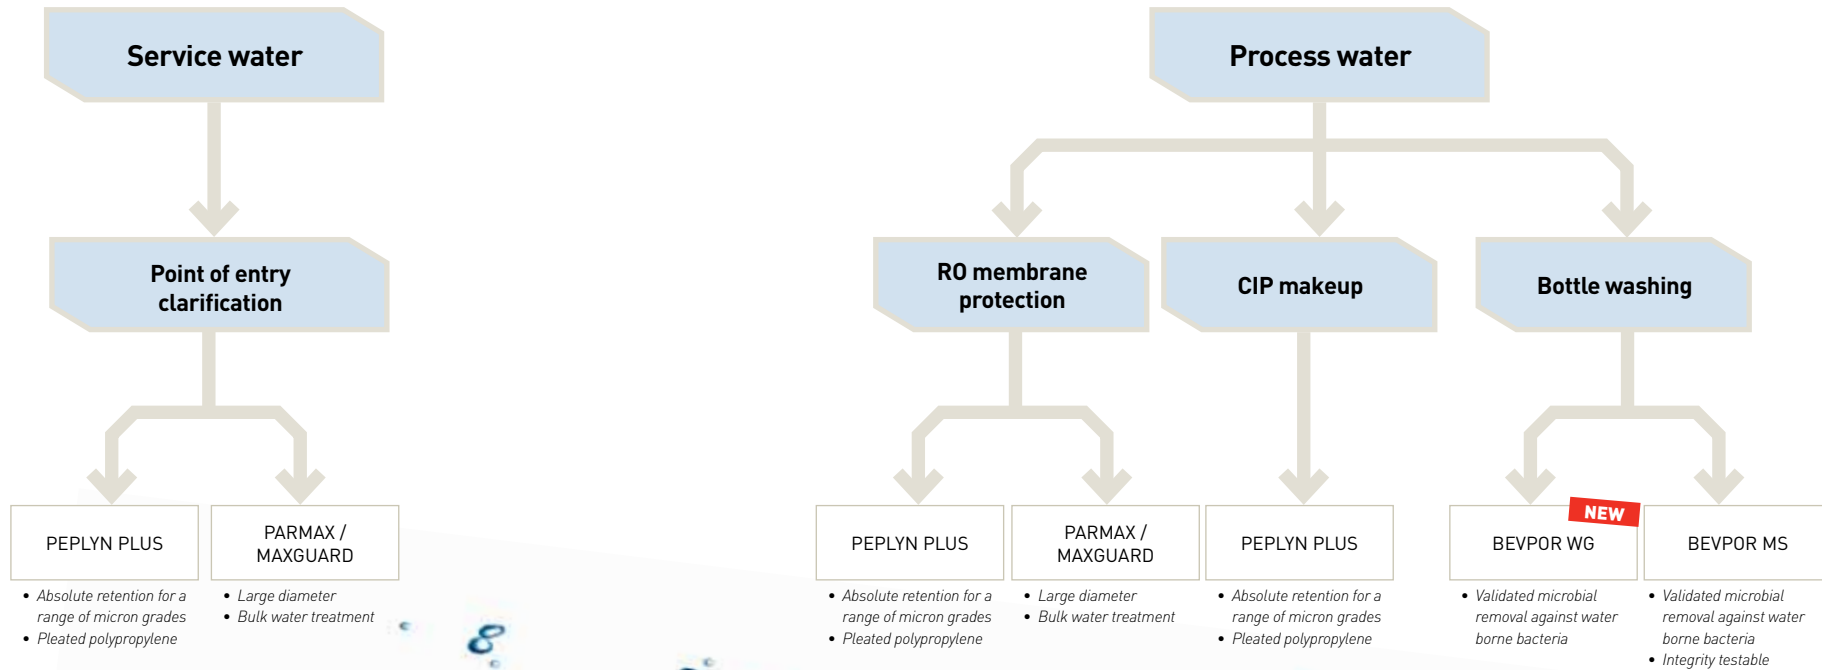 Service water
Process water
Point of entry
clarification
RO membrane
protection
CIP makeup
Bottle washing
PEPLYN PLUS
• Absolute retention for a
range of micron grades
• Pleated polypropylene
PARMAX /
MAXGUARD
• Large diameter
• Bulk water treatment
PEPLYN PLUS
• Absolute retention for a
range of micron grades
• Pleated polypropylene
PARMAX /
MAXGUARD
• Large diameter
• Bulk water treatment
PEPLYN PLUS
• Absolute retention for a
range of micron grades
• Pleated polypropylene
NEW
BEVPOR WG
• Validated microbial
removal against water
borne bacteria
BEVPOR MS
• Validated microbial
removal against water
borne bacteria
• Integrity testable